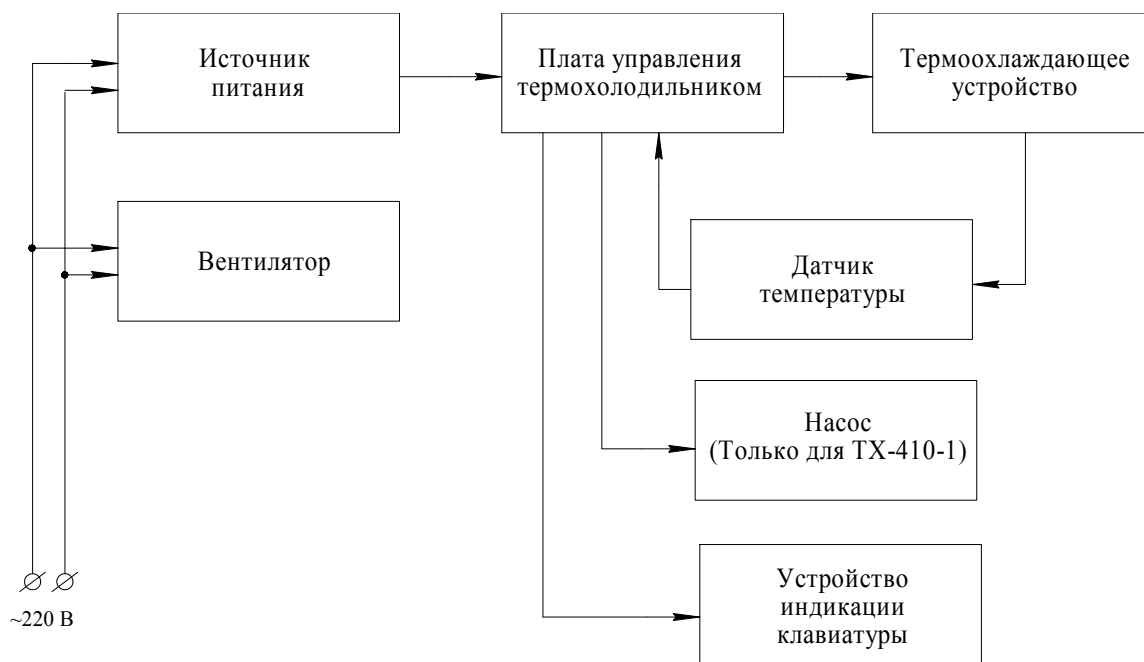 Источник
питания
Плата управления
термохолодильником
Термоохлаждающее
устройство
Вентилятор
Датчик
температуры
Насос
(Только для ТХ-410-1)
Устройство
индикации
клавиатуры
~220 В